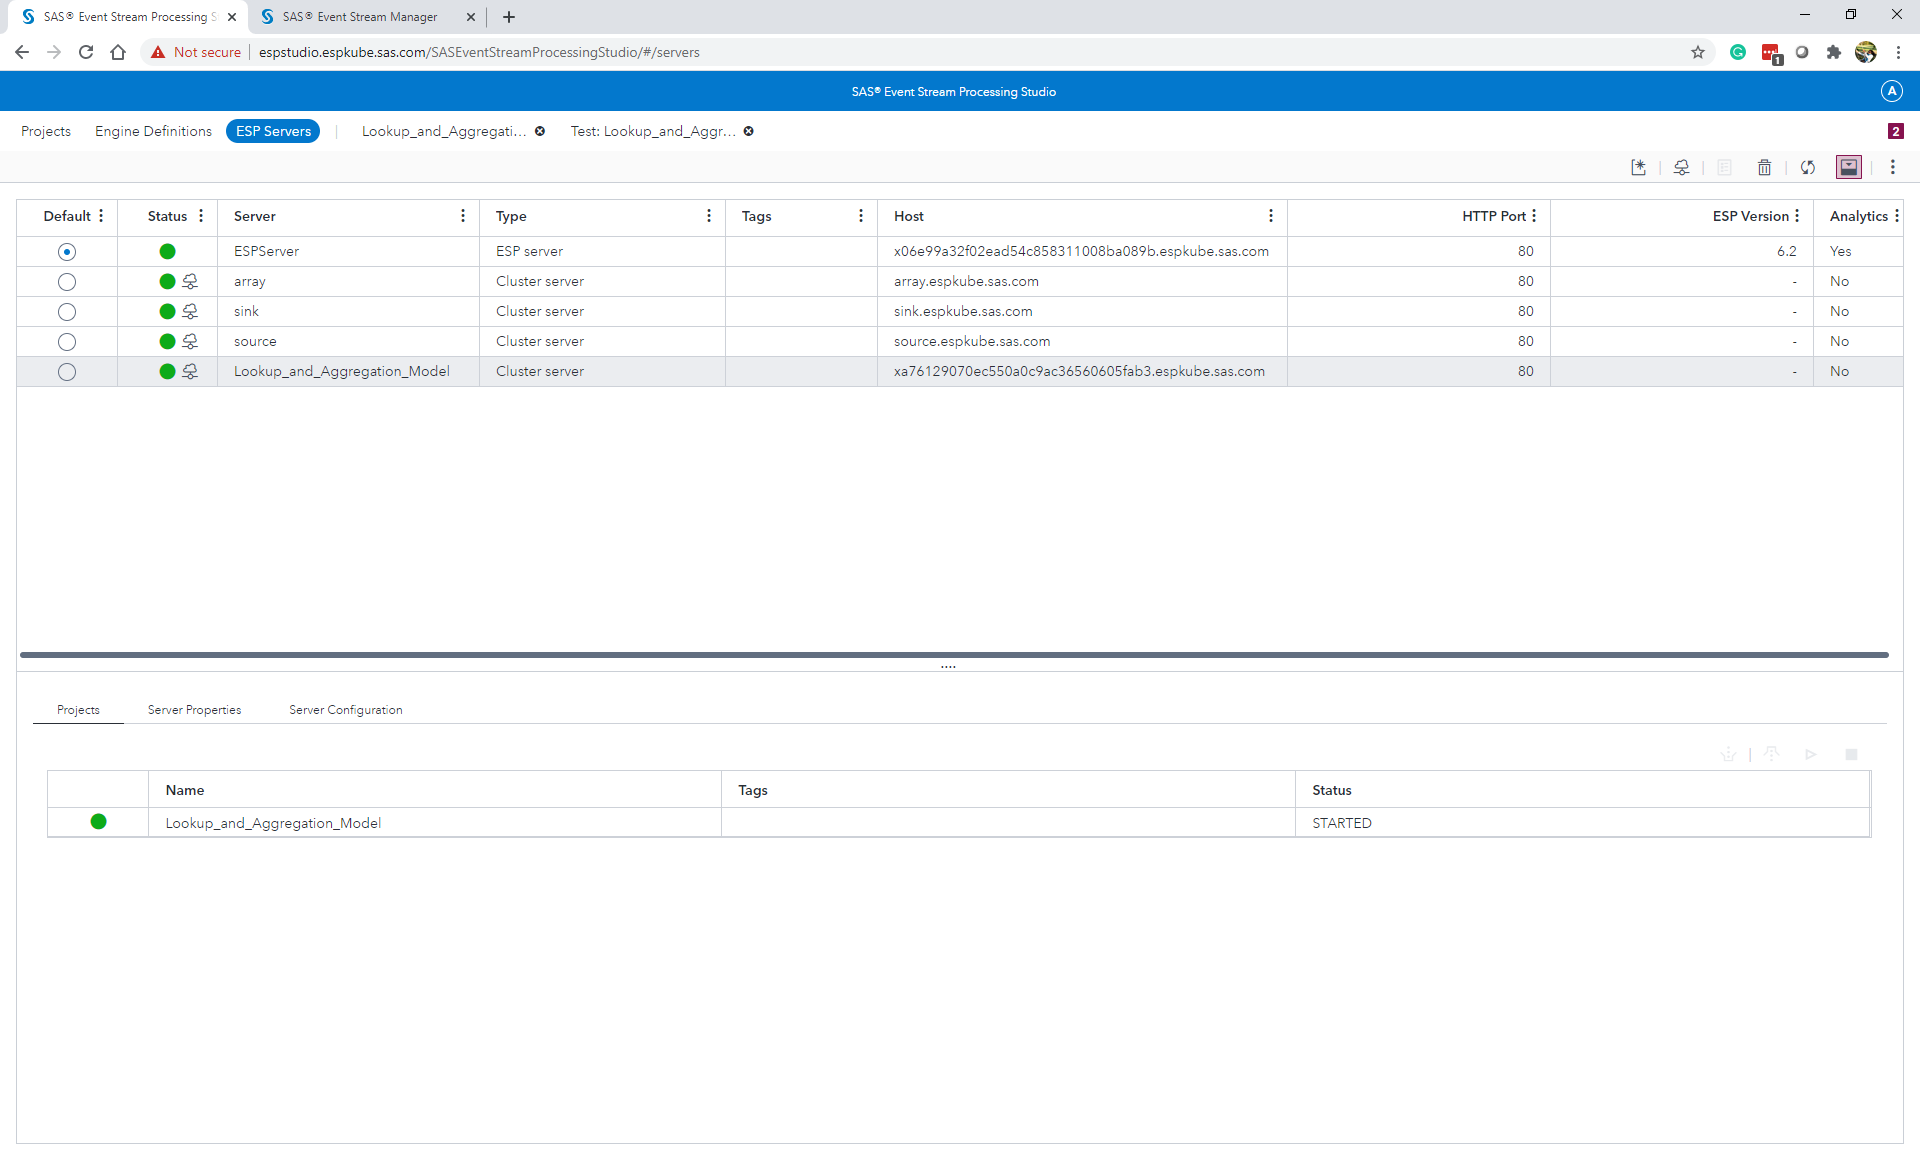 SAS® Event Stream Processing S
SAS® Event Stream Manager
Not secure
espstudio.espkube.sas.com/SASEventStreamProcessingStudio/#/servers
1
SAS® Event Stream Processing Studio
A
Projects
Engine Definitions
ESP Servers
Lookup_and_Aggregati...
Test: Lookup_and_Aggr...
2
Default Status Server Type Tags Host HTTP Port ESP Version Analytics
ESPServer ESP server x06e99a32f02ead54c858311008ba089b.espkube.sas.com 80 6.2 Yes
array Cluster server array.espkube.sas.com 80 - No
sink Cluster server sink.espkube.sas.com 80 - No
source Cluster server source.espkube.sas.com 80 - No
Lookup_and_Aggregation_Model Cluster server xa76129070ec550a0c9ac36560605fab3.espkube.sas.com 80 - No
Projects
Server Properties
Server Configuration
Name Tags Status
Lookup_and_Aggregation_Model STARTED